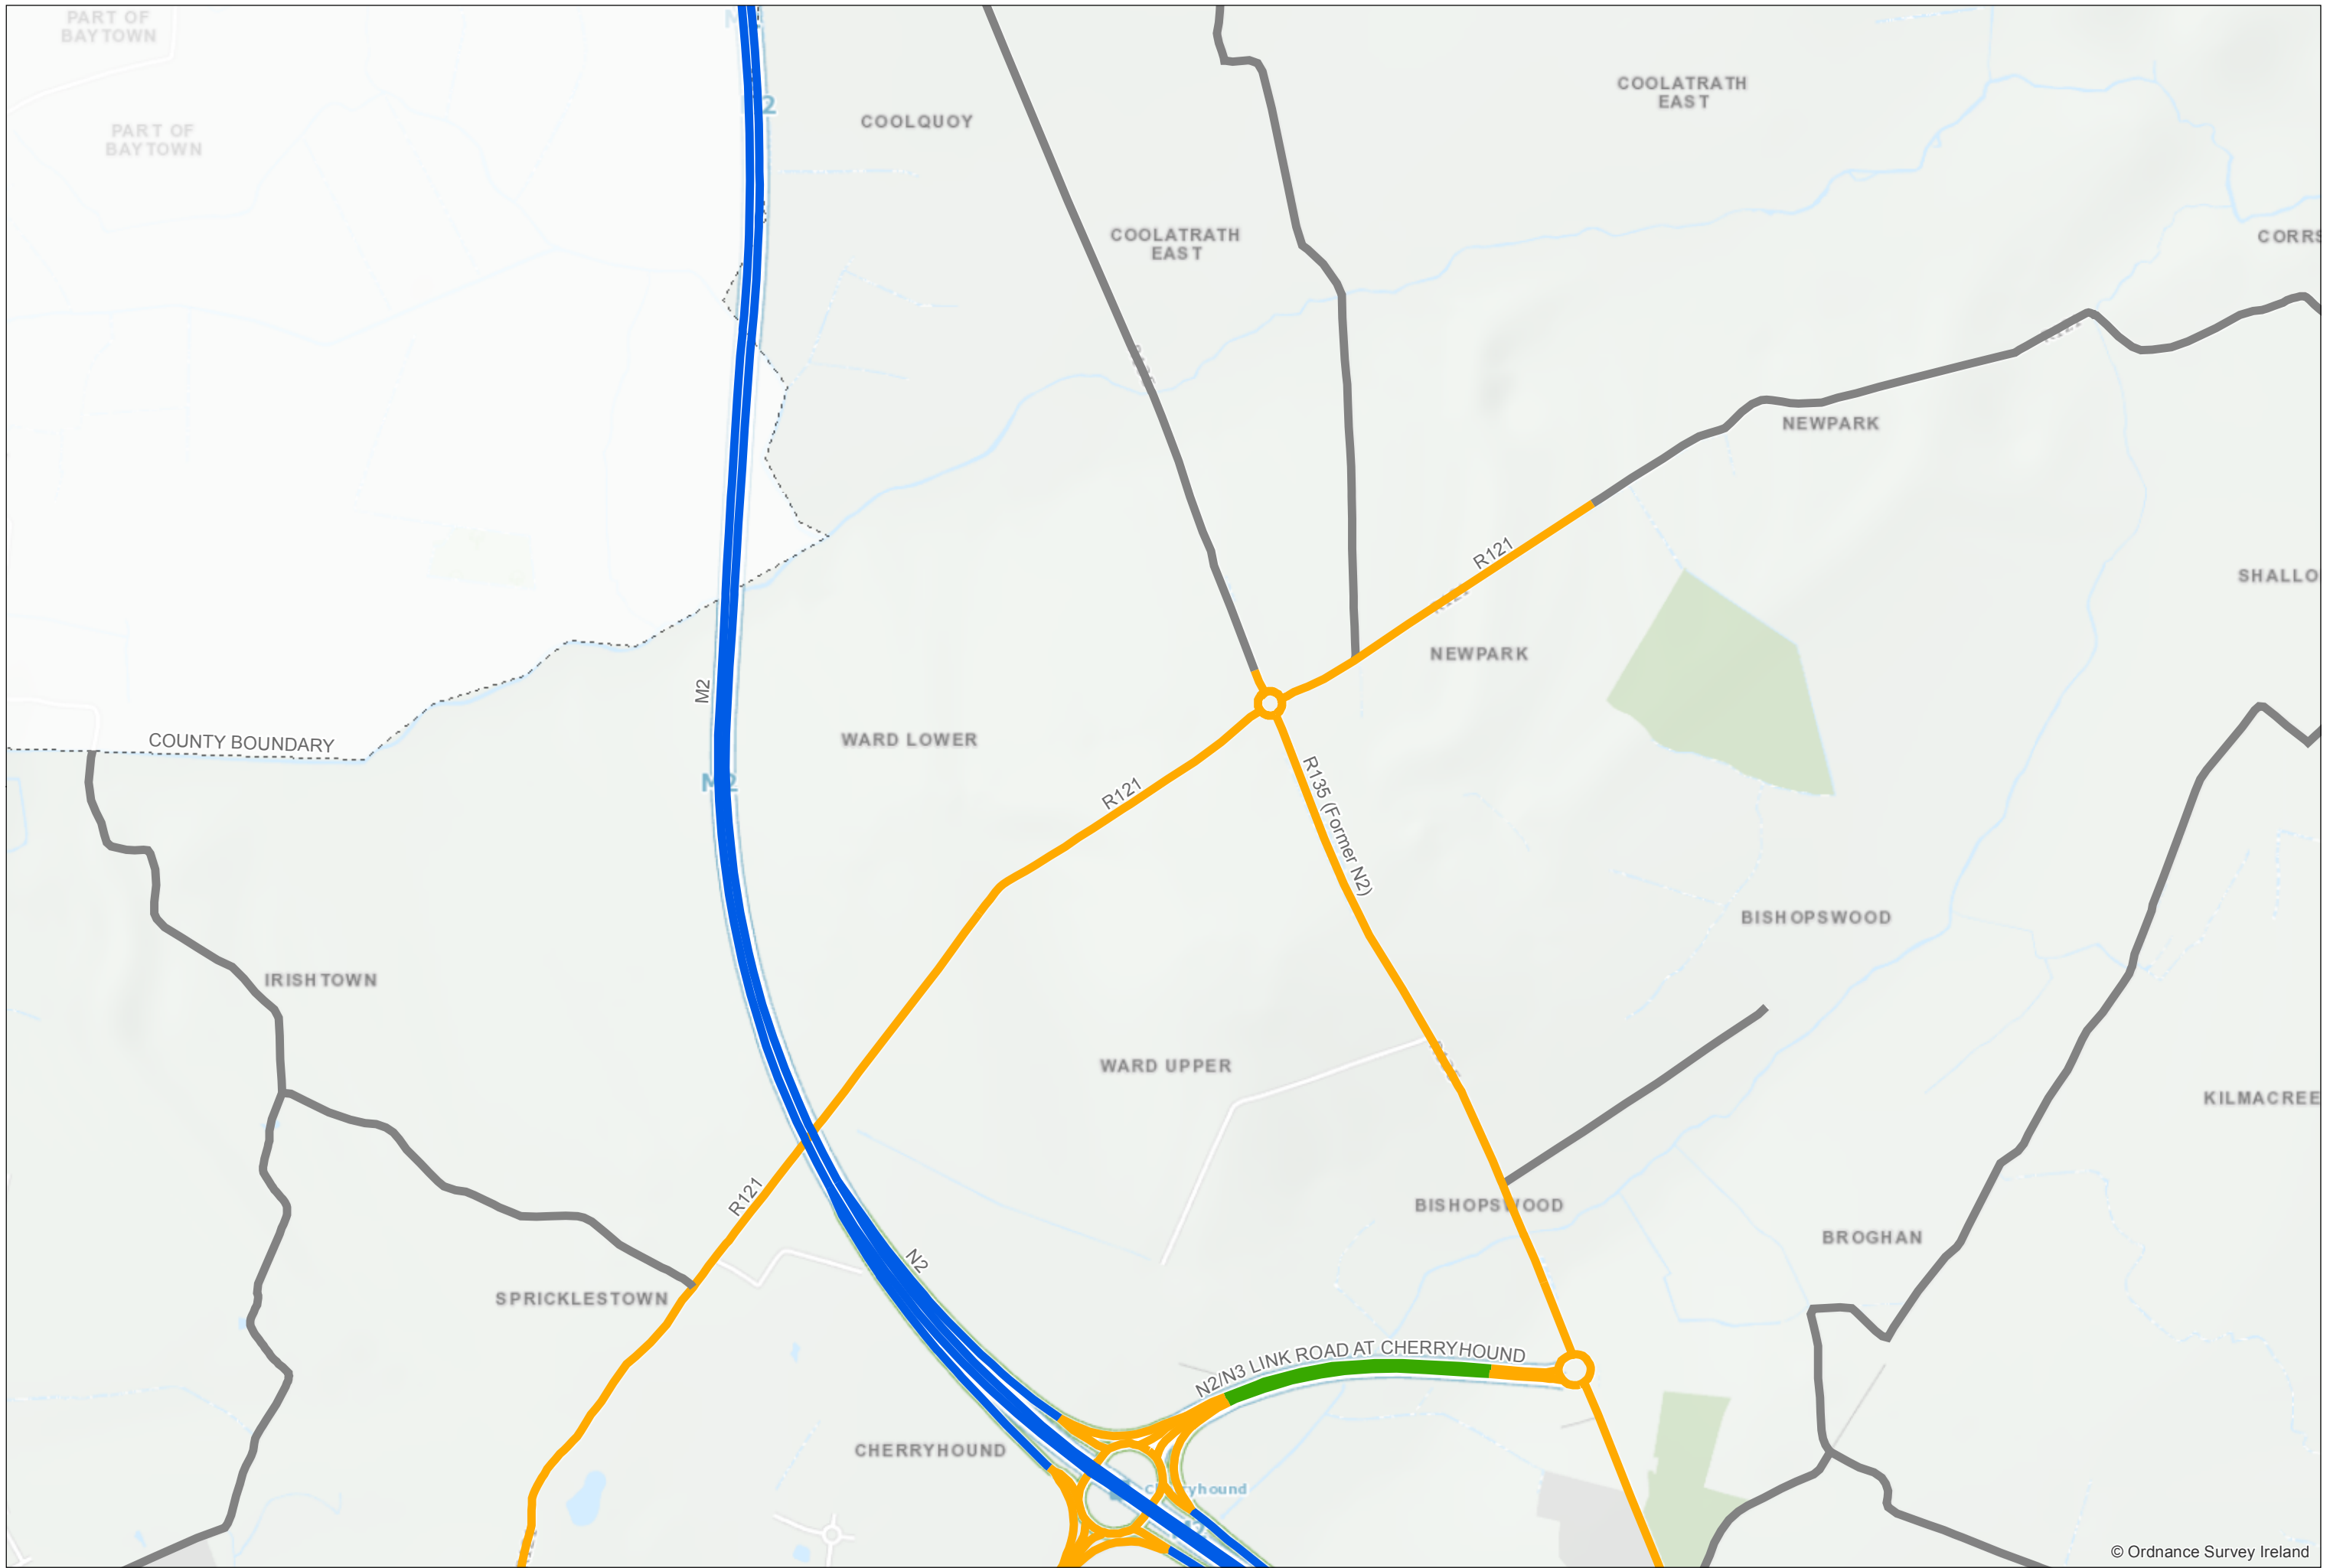 PART OF
BAYTOWN
COOLATRATH
EAST
COOLQUOY
PART OF
BAYTOWN
COOLATRATH
EAST
NEWPARK
R121
SHALLO
NEWPARK
M2
COUNTY BOUNDARY
WARD LOWER
M2
R121
R135 (Former N2)
BISHOPSWOOD
IRISHTOWN
WARD UPPER
KILMACREE
R121
BISHOPSWOOD
BROGHAN
N2
SPRICKLESTOWN
N2/N3 LINK ROAD AT CHERRYHOUND
CHERRYHOUND
© Ordnance Survey Ireland